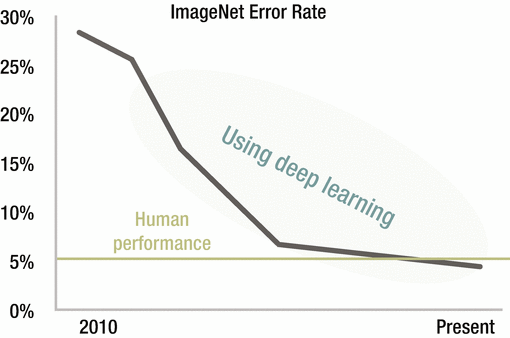 ImageNet Error Rate
30%
25%
20%
15%
10%
5%
0%
Using deep learning
Human
performance
2010
Present